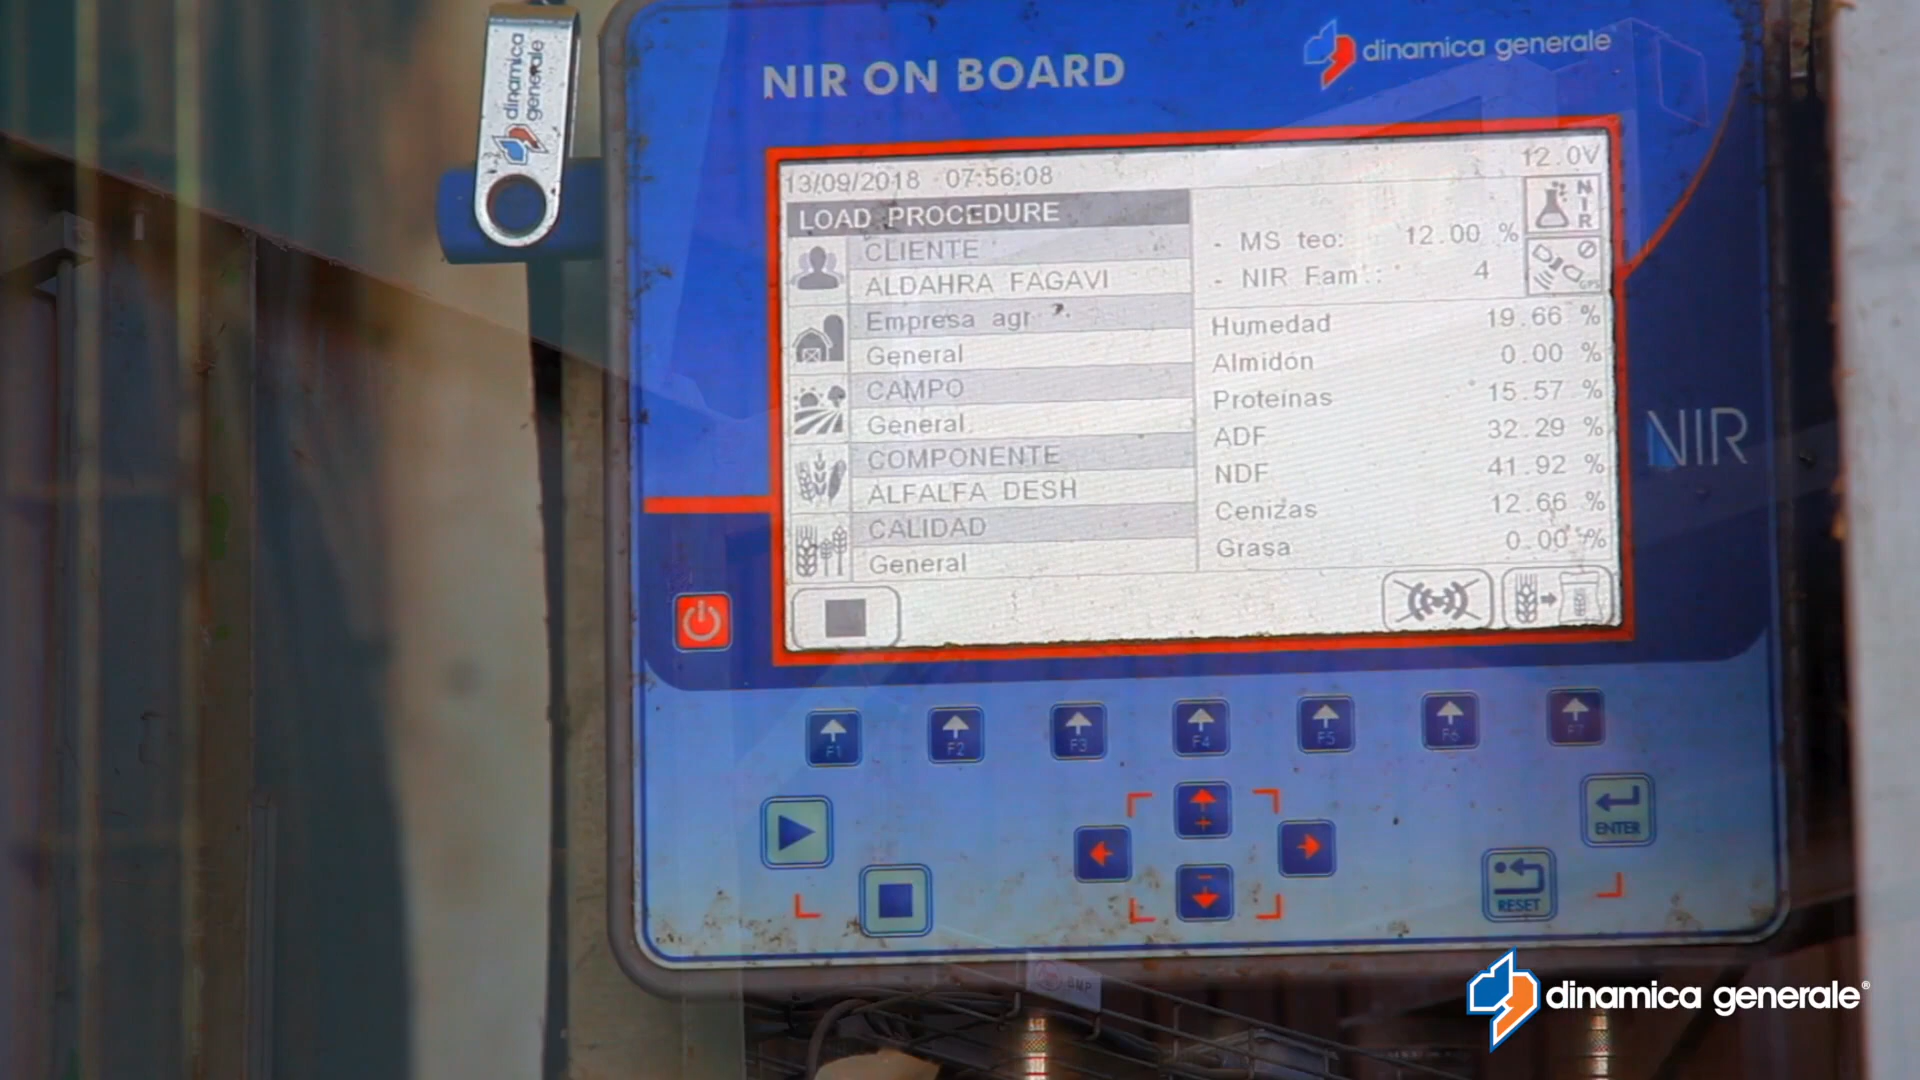 dinamica
generale
NIR ON BOARD
dinamica generale
13/09/2018 07:56:08
12.0V
LOAD PROCEDURE
CLIENTE
ALDAHRA FAGAVI
Empresa agr
General
CAMPO
General
COMPONENTE
ALFALFA DESH
CALIDAD
General
- MS teo: 12.00 %
- NIR Fam.: 4
NIR
GPS
Humedad 19.66 %
Almidón 0.00 %
Proteínas 15.57 %
ADF 32.29 %
NDF 41.92 %
Cenizas 12.66 %
Grasa 0.00 %
NIR
F1 F2 F3 F4 F5 F6 F7
ENTER
RESET
dinamica generale®